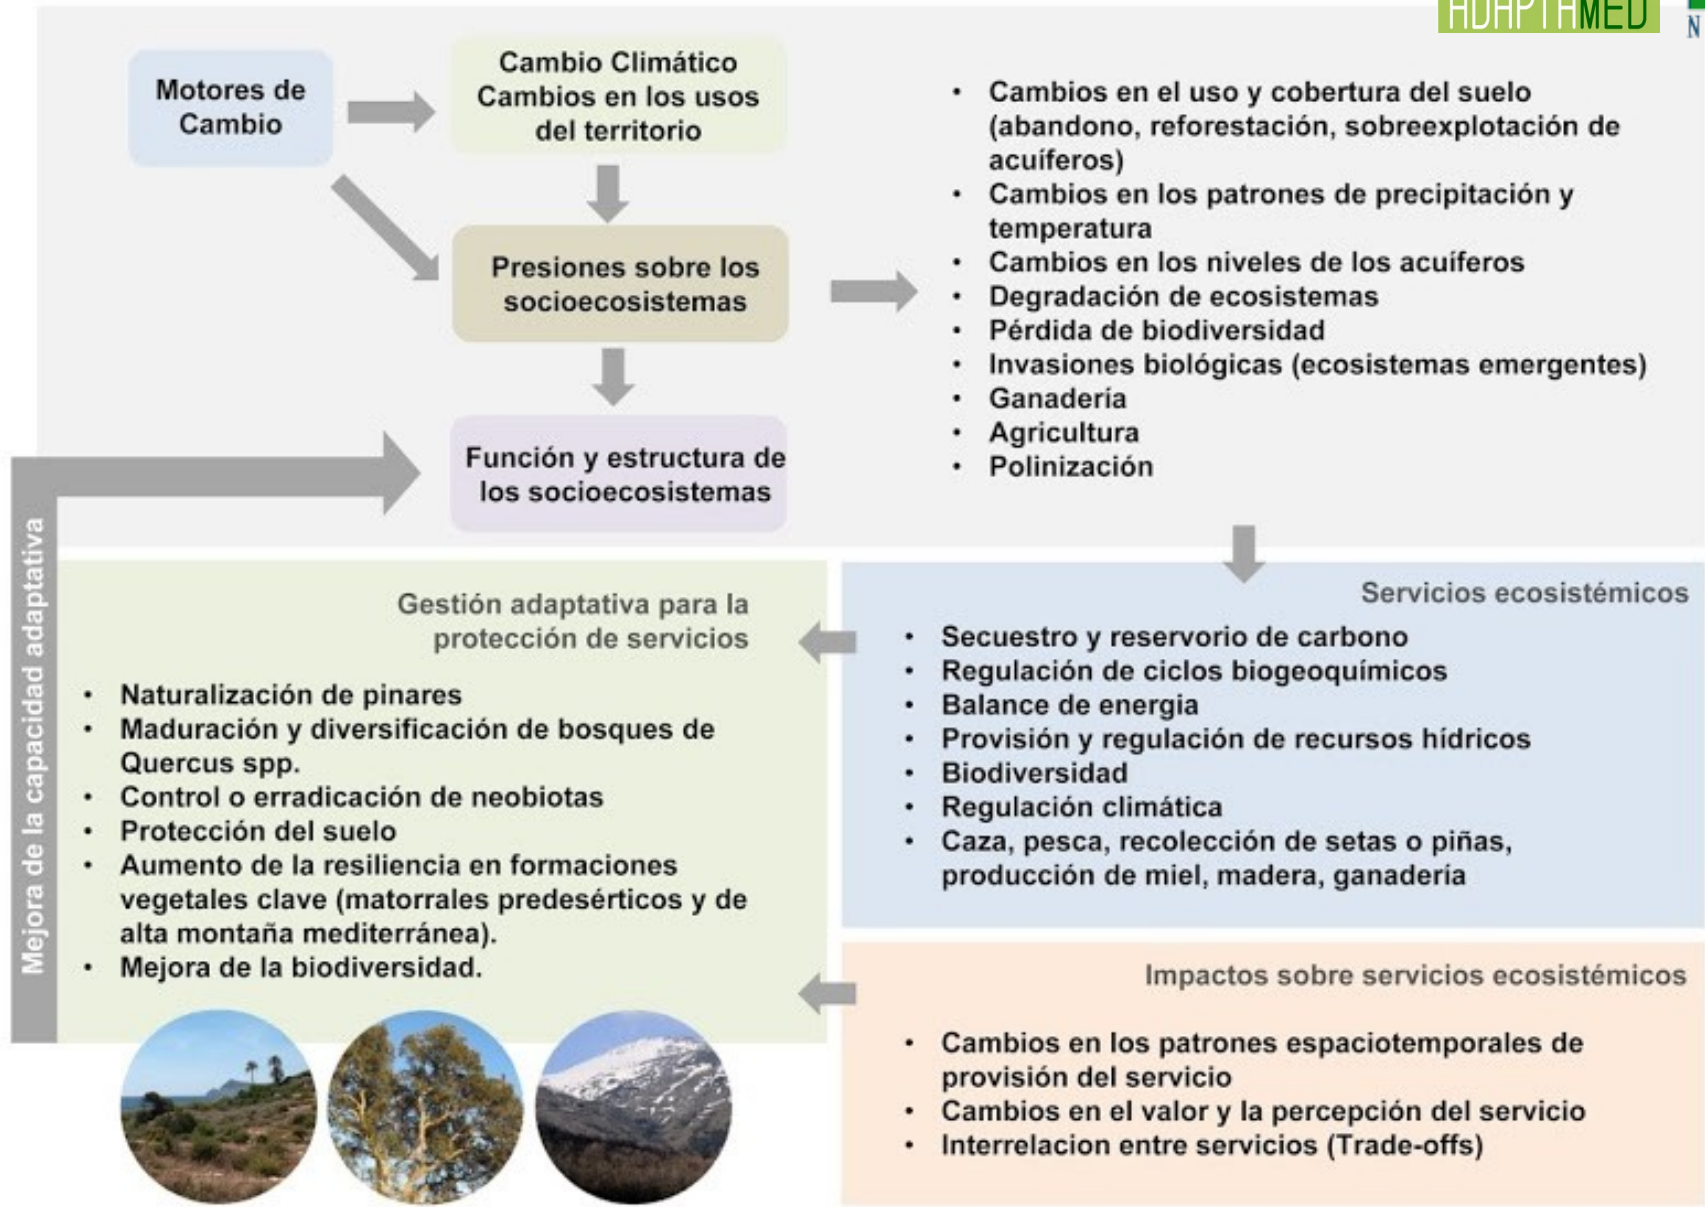 ADAPTAMED
N
Motores de
Cambio
Cambio Climático
Cambios en los usos
del territorio
Presiones sobre los
socioecosistemas
Función y estructura de
los socioecosistemas
• Cambios en el uso y cobertura del suelo
(abandono, reforestación, sobreexplotación de
acuíferos)
• Cambios en los patrones de precipitación y
temperatura
• Cambios en los niveles de los acuíferos
• Degradación de ecosistemas
• Pérdida de biodiversidad
• Invasiones biológicas (ecosistemas emergentes)
• Ganadería
• Agricultura
• Polinización
Mejora de la capacidad adaptativa
Gestión adaptativa para la
protección de servicios
• Naturalización de pinares
• Maduración y diversificación de bosques de
Quercus spp.
• Control o erradicación de neobiotas
• Protección del suelo
• Aumento de la resiliencia en formaciones
vegetales clave (matorrales predesérticos y de
alta montaña mediterránea).
• Mejora de la biodiversidad.
Servicios ecosistémicos
• Secuestro y reservorio de carbono
• Regulación de ciclos biogeoquímicos
• Balance de energia
• Provisión y regulación de recursos hídricos
• Biodiversidad
• Regulación climática
• Caza, pesca, recolección de setas o piñas,
producción de miel, madera, ganadería
Impactos sobre servicios ecosistémicos
• Cambios en los patrones espaciotemporales de
provisión del servicio
• Cambios en el valor y la percepción del servicio
• Interrelacion entre servicios (Trade-offs)